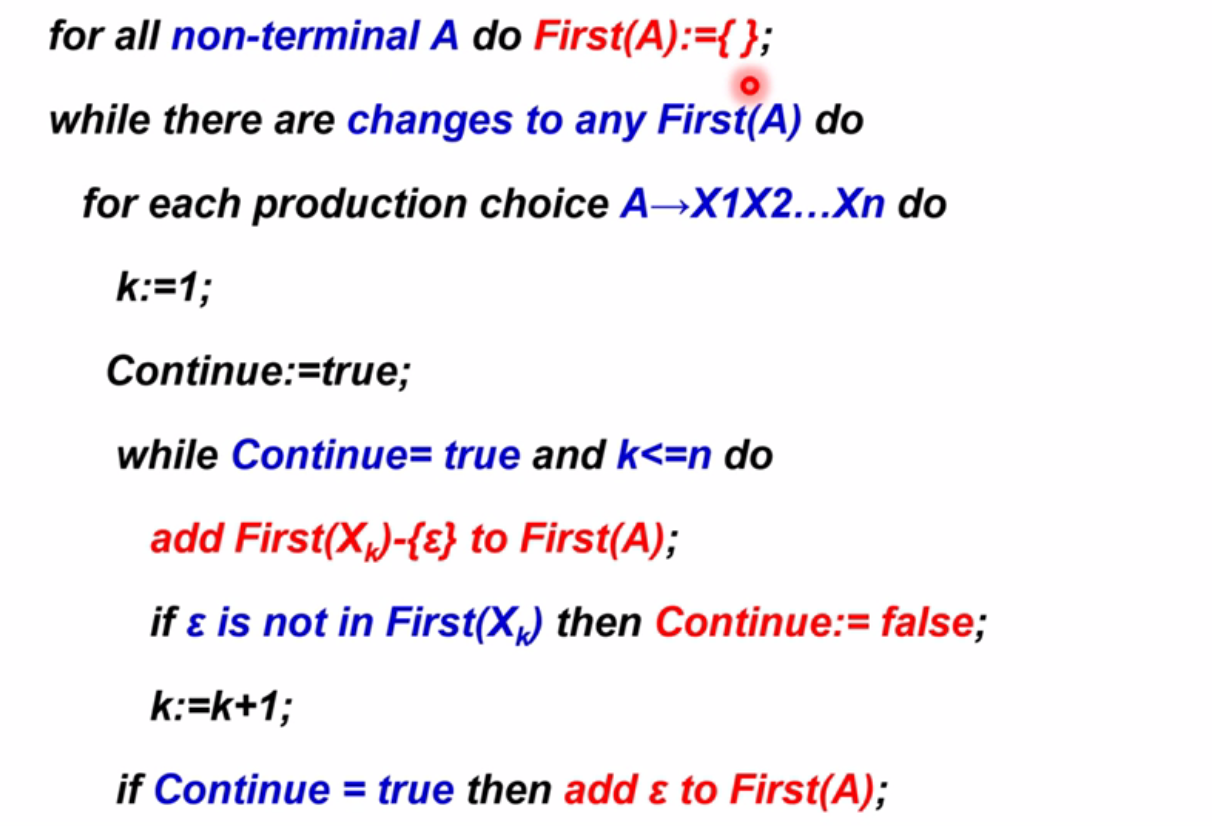 for all non-terminal A do First(A):={ };
while there are changes to any First(A) do
for each production choice A→X1X2…Xn do
k:=1;
Continue:=true;
while Continue= true and k<=n do
add First(Xk)-{ε} to First(A);
if ε is not in First(Xk) then Continue:= false;
k:=k+1;
if Continue = true then add ε to First(A);